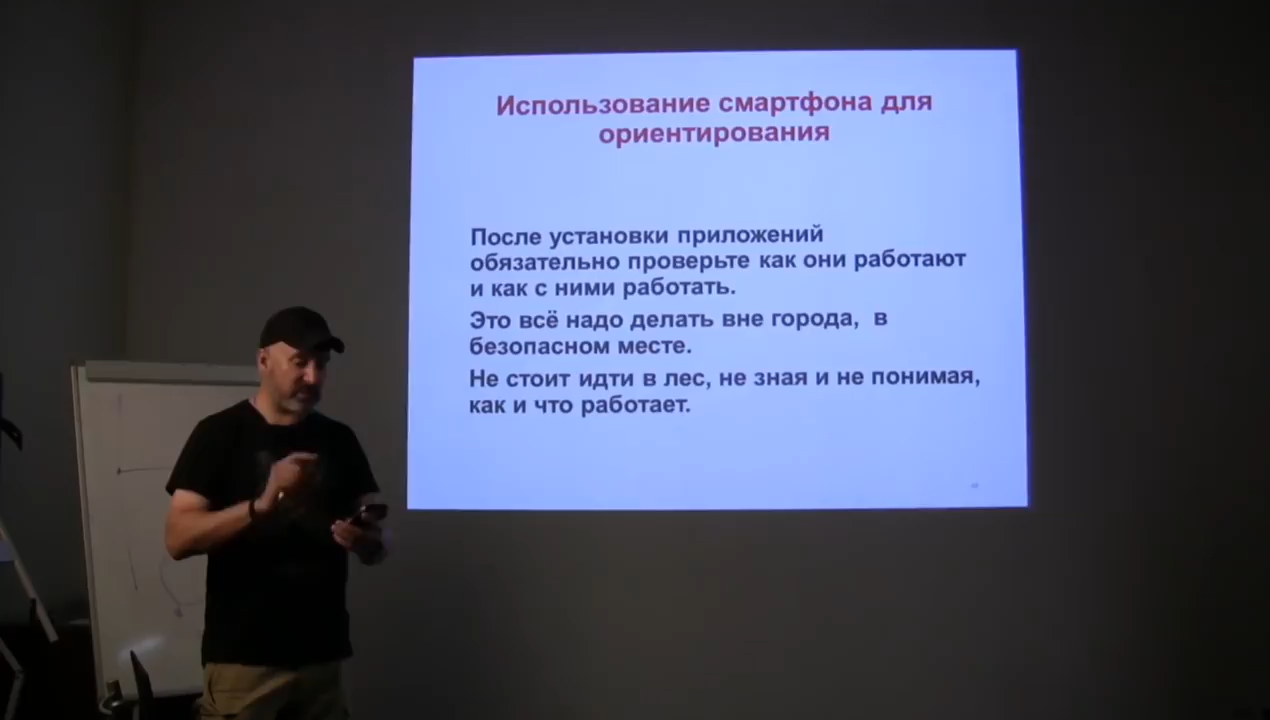 Использование смартфона для
ориентирования
После установки приложений
обязательно проверьте как они работают
и как с ними работать.
Это всё надо делать вне города,  в
безопасном месте.
Не стоит идти в лес, не зная и не понимая,
как и что работает.